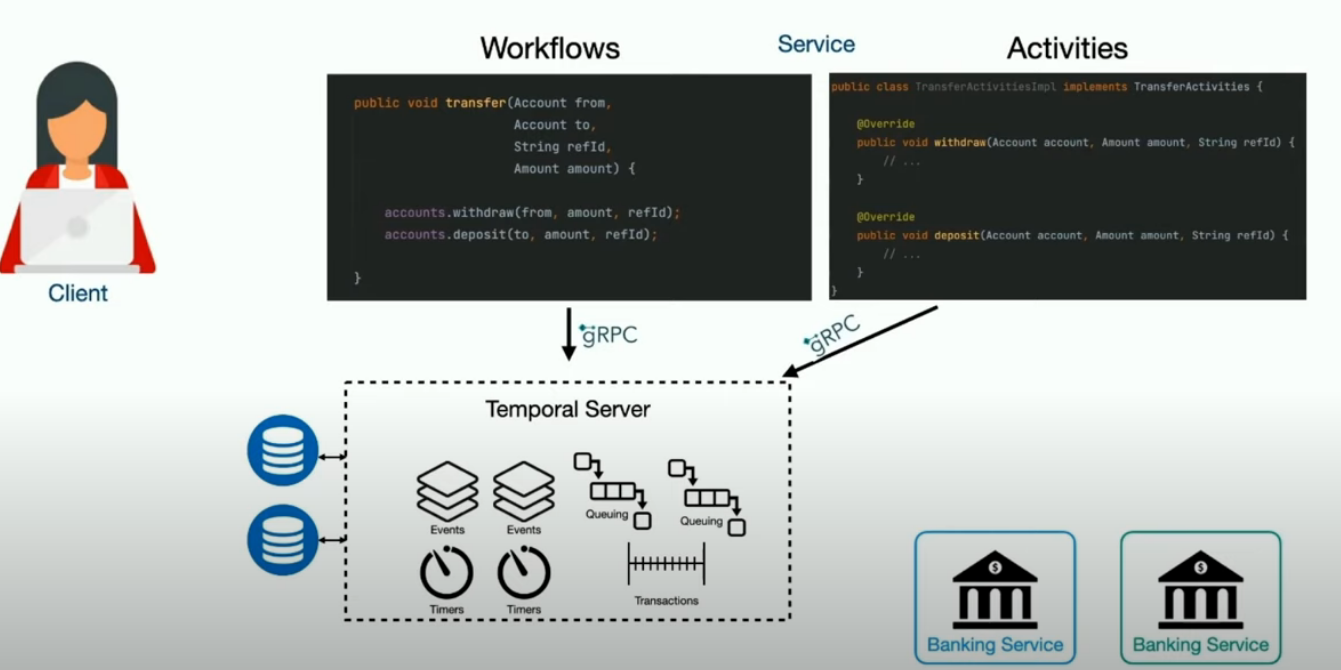 Workflows
Service
Activities
public void transfer(Account from,
Account to,
String refId,
Amount amount) {
accounts.withdraw(from, amount, refId);
accounts.deposit(to, amount, refId);
}
public class TransferActivitiesImpl implements TransferActivities {
@Override
public void withdraw(Account account, Amount amount, String refId) {
// ...
}
@Override
public void deposit(Account account, Amount amount, String refId) {
// ...
}
}
Client
gRPC
gRPC
Temporal Server
Events
Events
Queuing
Queuing
Timers
Timers
Transactions
$
$
Banking Service
Banking Service